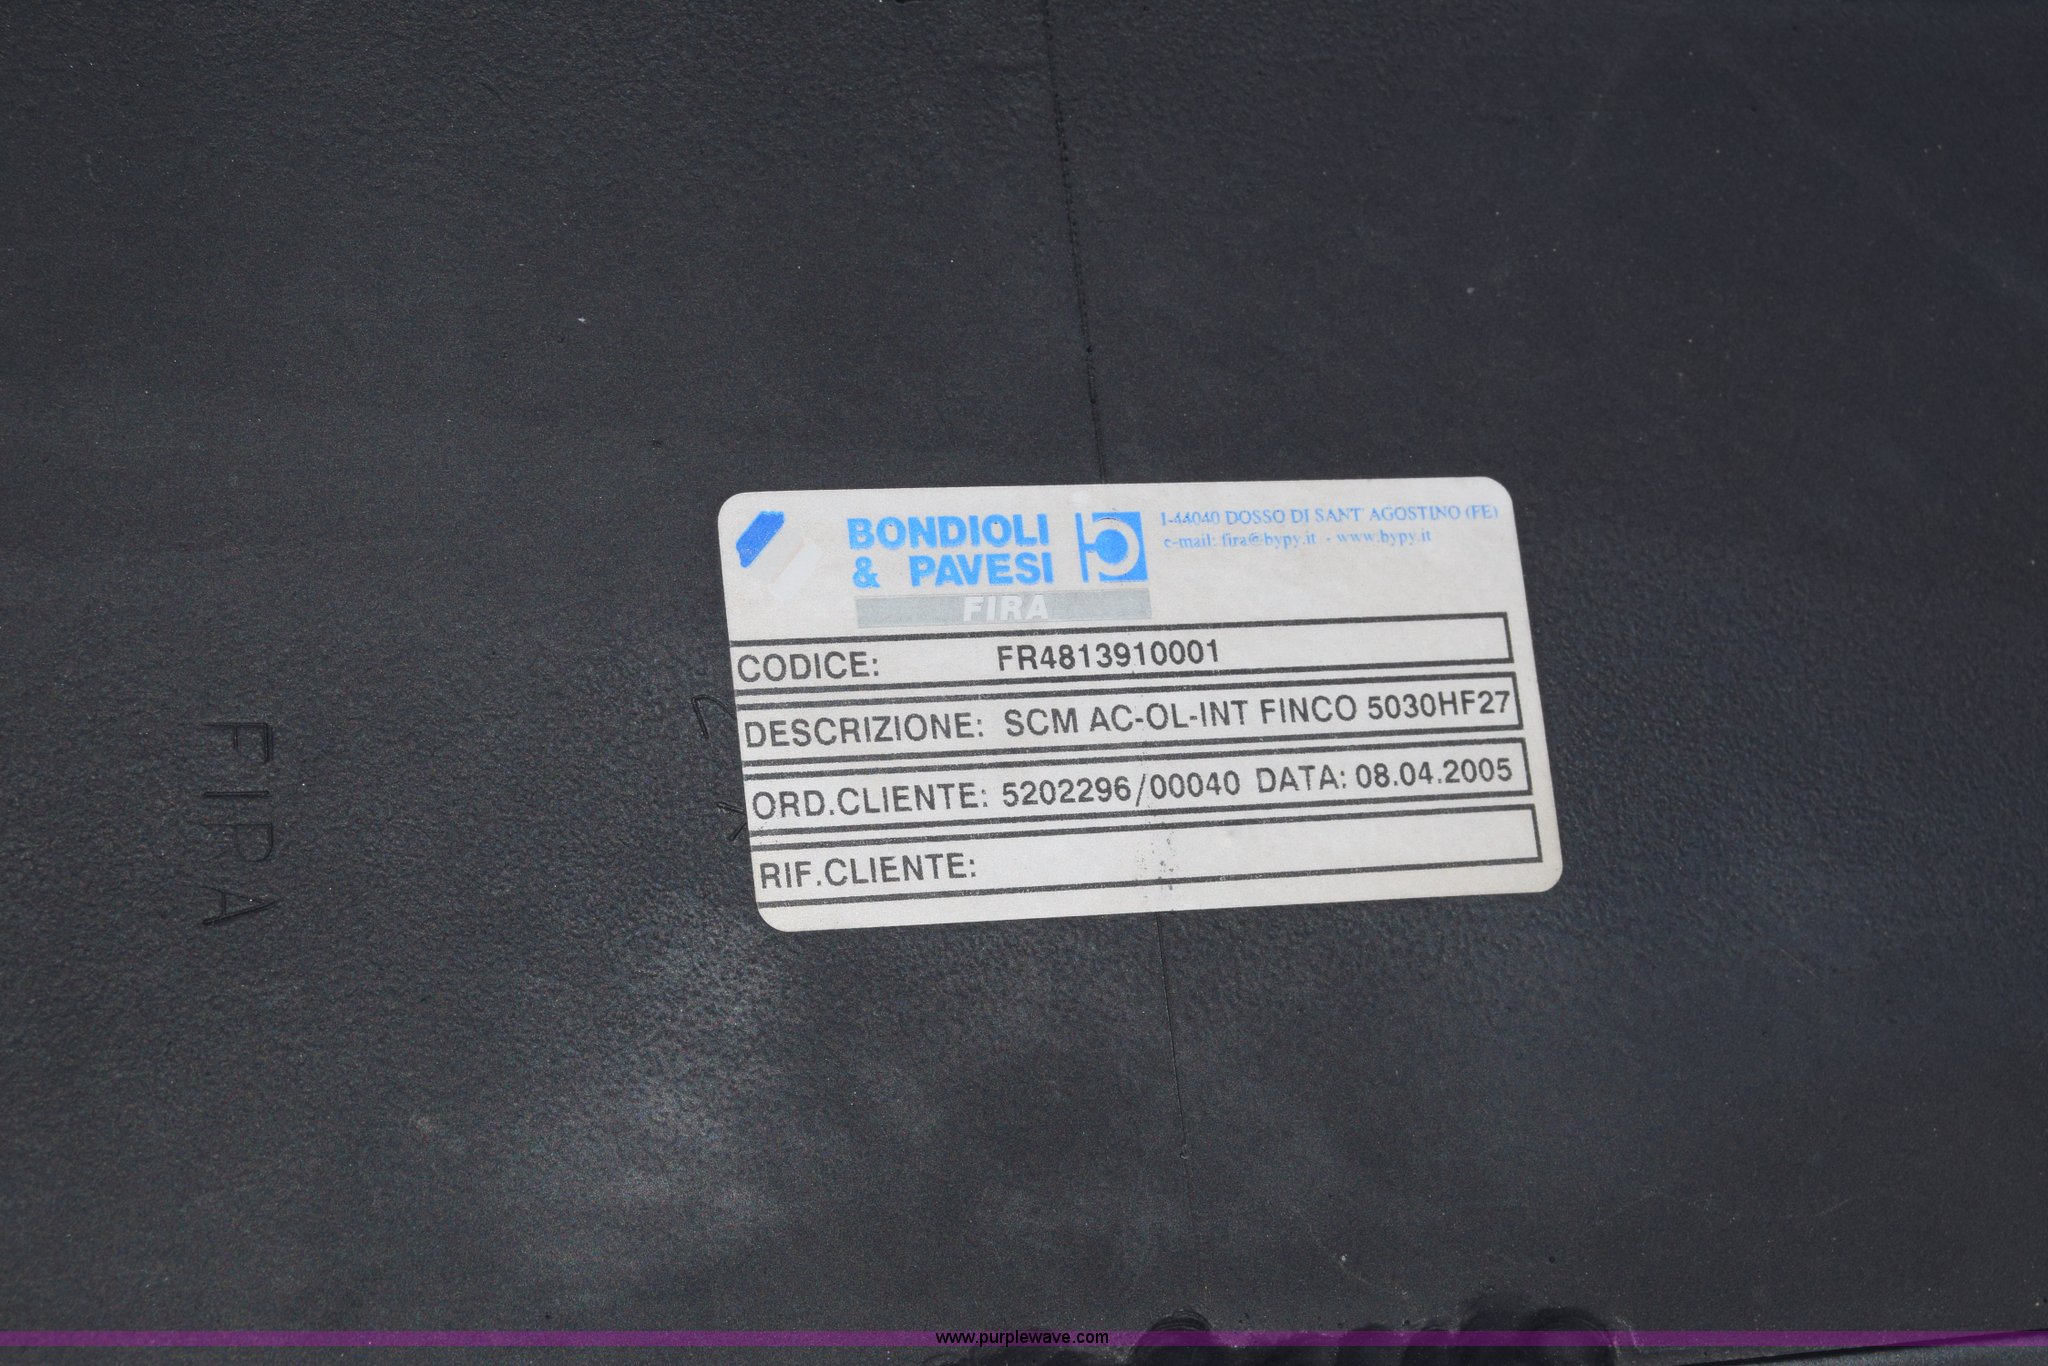 BONDIOLI
& PAVESI
FIRA
I-44040 DOSSO DI SANT' AGOSTINO (FE)
e-mail: fira@bypy.it - www.bypy.it
CODICE: FR4813910001
DESCRIZIONE: SCM AC-OL-INT FINCO 5030HF27
ORD.CLIENTE: 5202296/00040 DATA: 08.04.2005
RIF.CLIENTE:
FIRA
www.purplewave.com